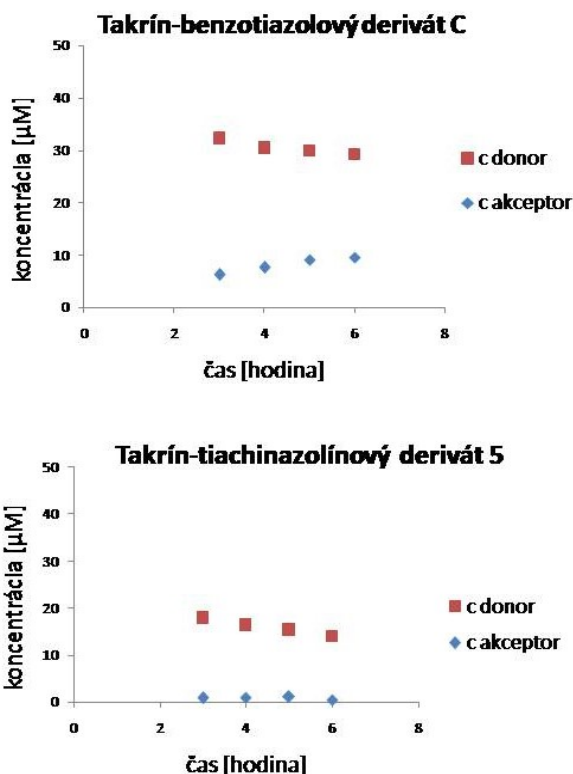 Takrín-benzotiazolový derivát C
50
40
30
20
10
0
koncentrácia [µM]
0 2 4 6 8
čas [hodina]
c donor
c akceptor
Takrín-tiachinazolínový derivát 5
50
40
30
20
10
0
koncentrácia [µM]
0 2 4 6 8
čas [hodina]
c donor
c akceptor